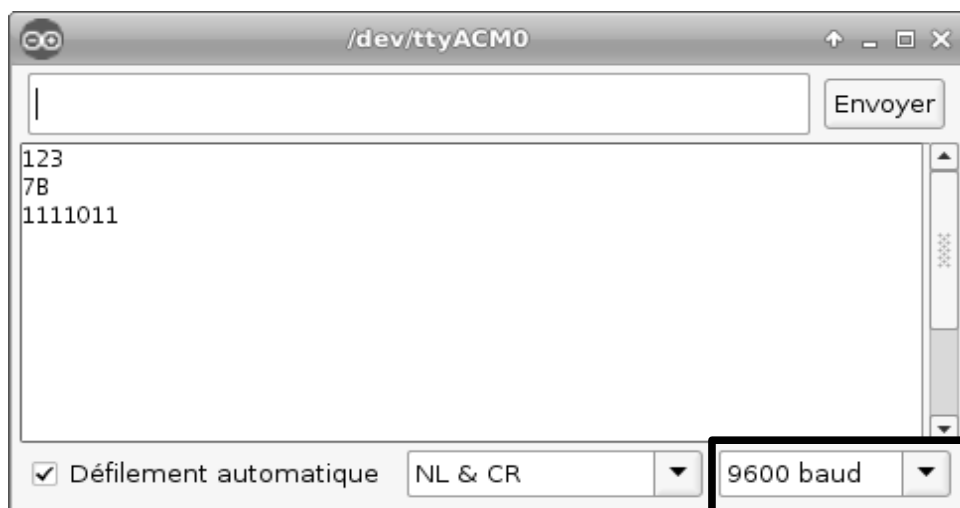 /dev/ttyACM0
Envoyer
123
7B
1111011
Défilement automatique
NL & CR
9600 baud